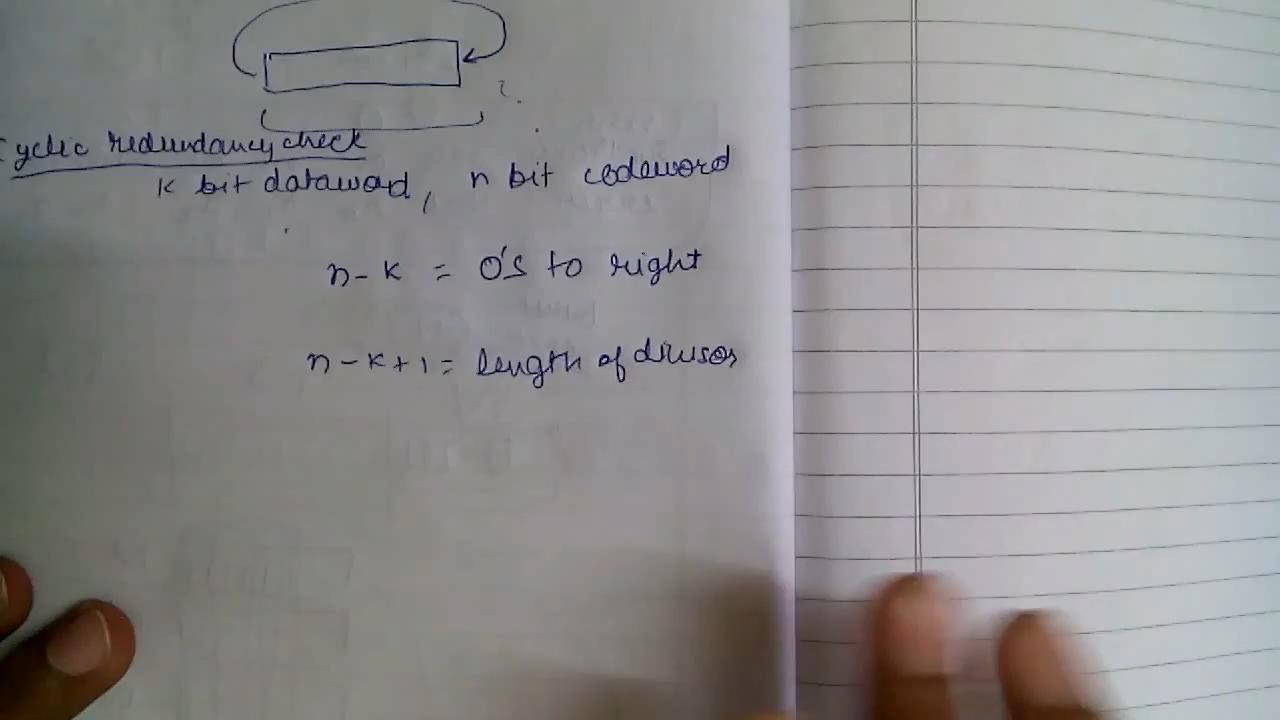 Cyclic redundancy check
k bit dataword, n bit codeword
n - k = 0's to right
n - k + 1 = length of divisor